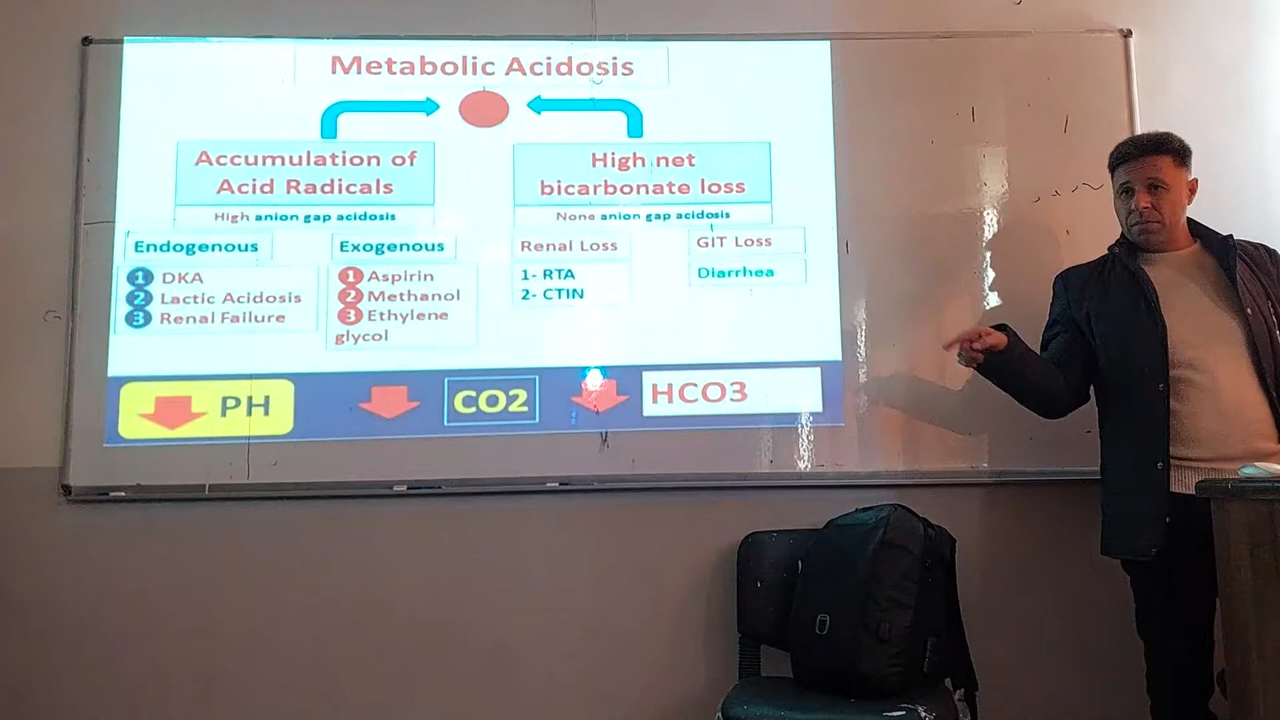 Metabolic Acidosis
Accumulation of
Acid Radicals
High anion gap acidosis
High net
bicarbonate loss
None anion gap acidosis
Endogenous
1 DKA
2 Lactic Acidosis
3 Renal Failure
Exogenous
1 Aspirin
2 Methanol
3 Ethylene
glycol
Renal Loss
1- RTA
2- CTIN
GIT Loss
Diarrhea
PH
CO2
HCO3